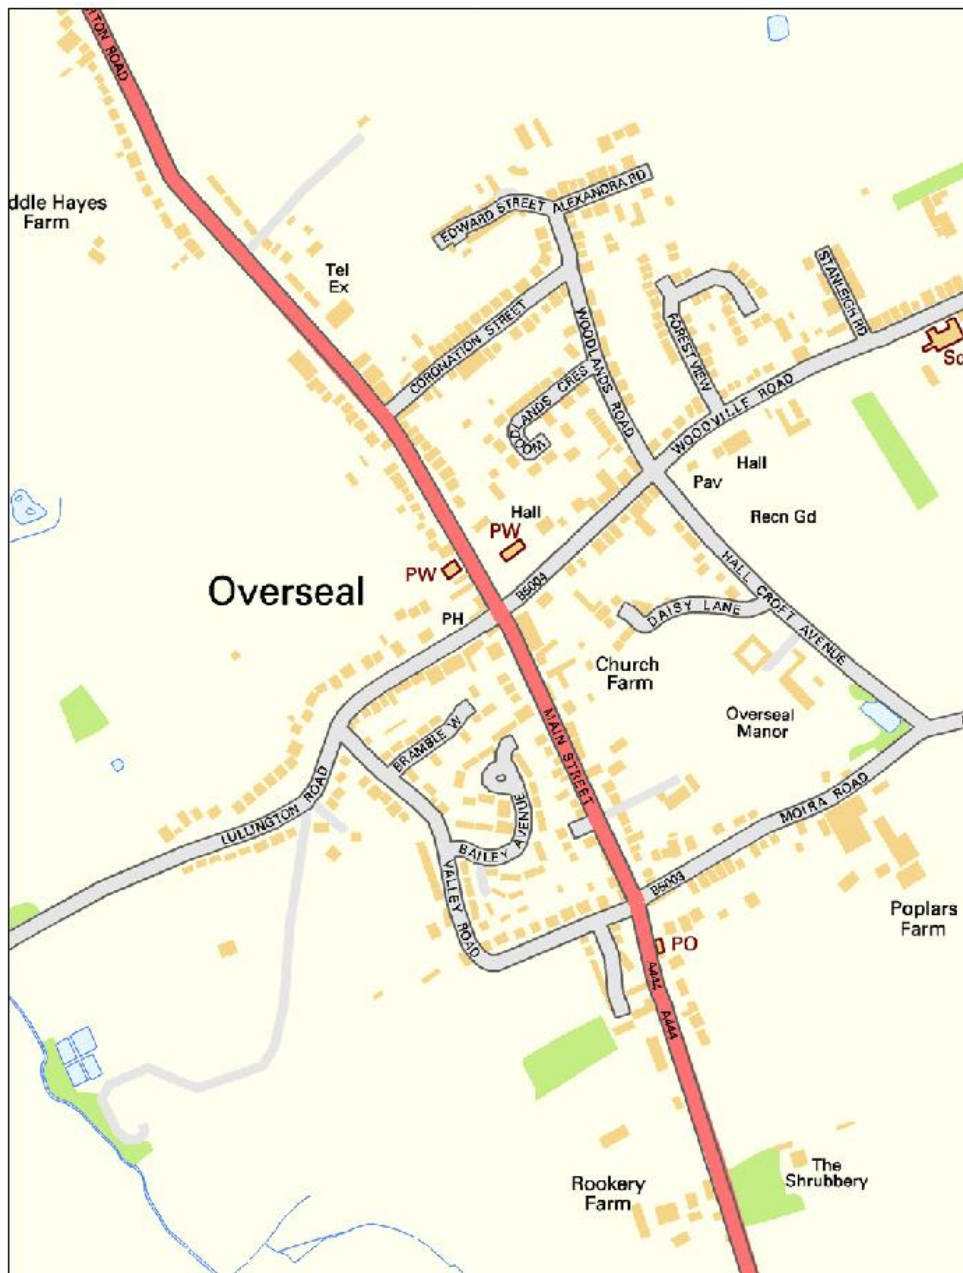 TON ROAD
ddle Hayes
Farm
Tel
Ex
EDWARD STREET
ALEXANDRA RD
STANLEIGH RD
CORONATION STREET
WOODLANDS ROAD
FOREST VIEW
WOODLANDS CRES
WOODVILLE ROAD
Sc
Hall
Pav
Recn Gd
Hall
PW
PW
Overseal
PH
B5004
HALL CROFT AVENUE
DAISY LANE
Church
Farm
Overseal
Manor
BRAMBLE W
MAIN STREET
LULLINGTON ROAD
BAILEY AVENUE
VALLEY ROAD
MOIRA ROAD
B5003
Poplars
Farm
PO
A444
A444
Rookery
Farm
The
Shrubbery